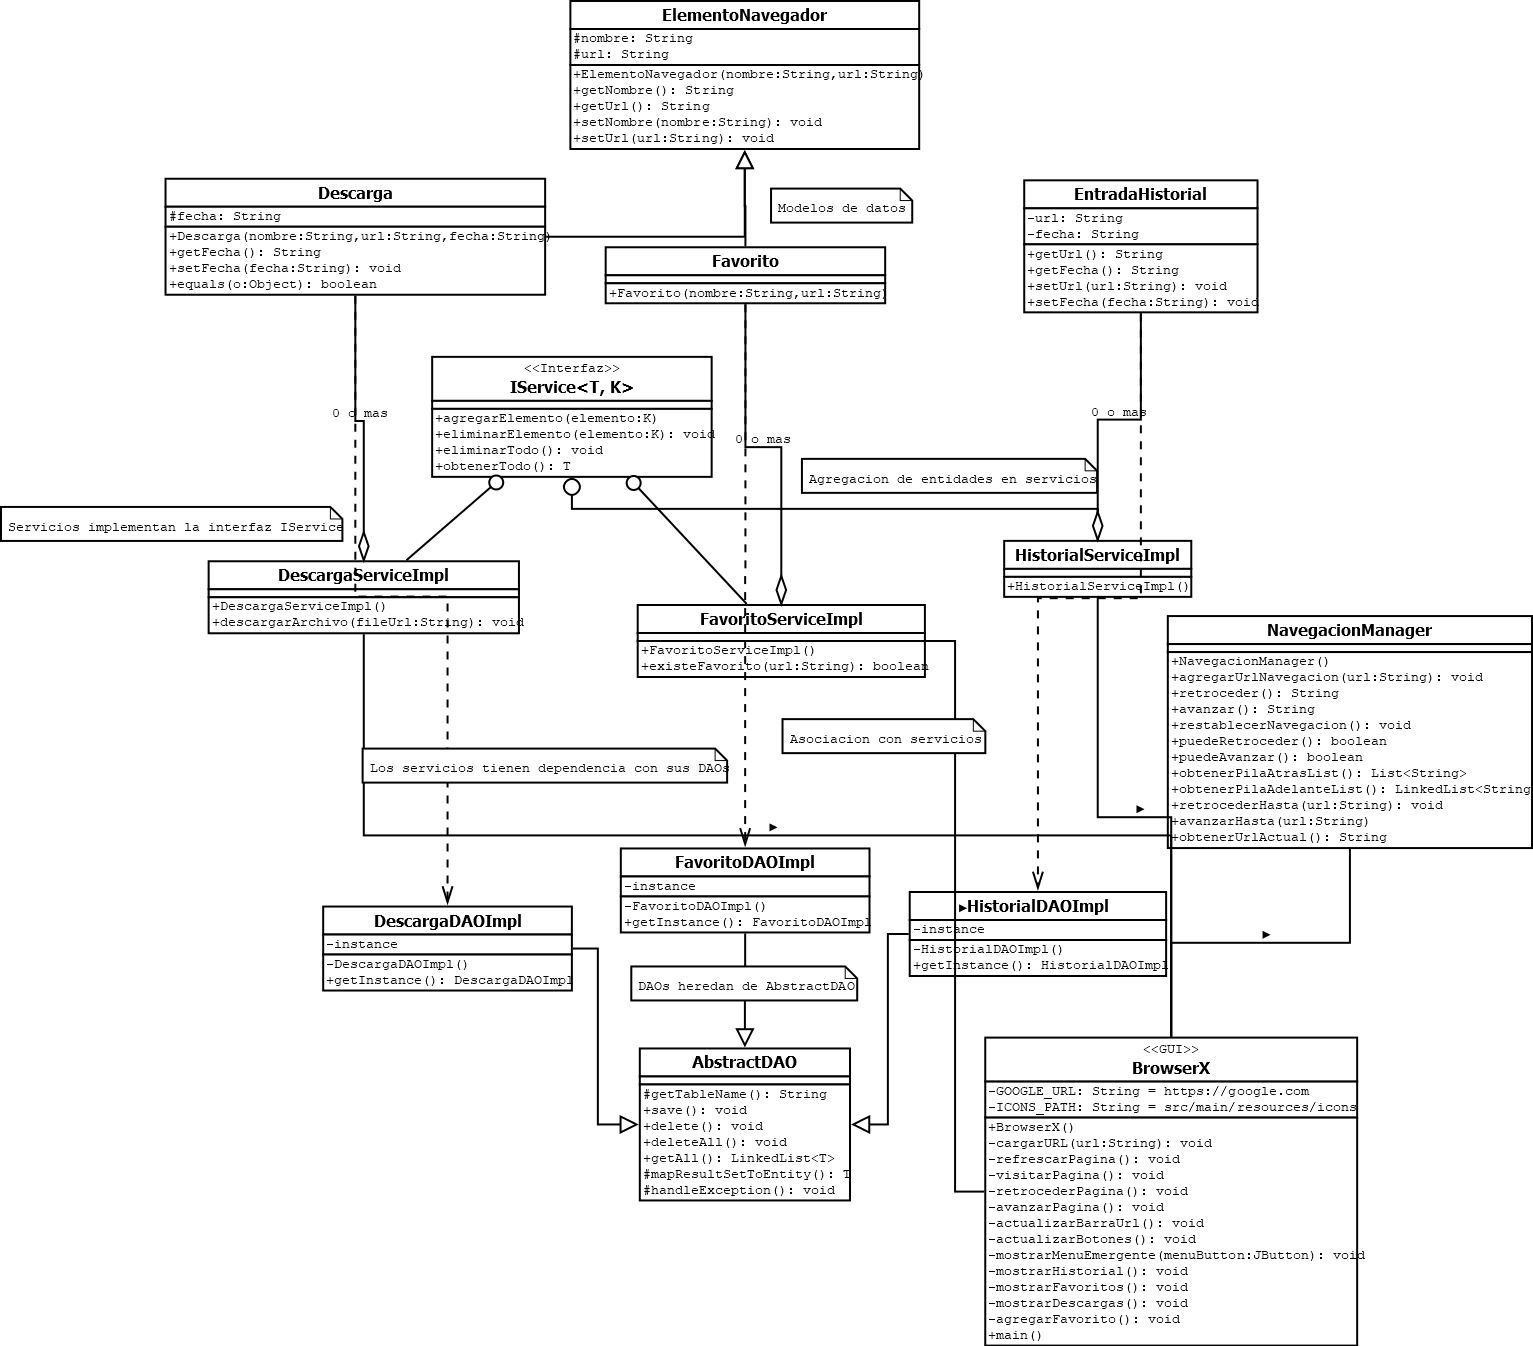 ElementoNavegador
#nombre: String
#url: String
+ElementoNavegador(nombre:String,url:String)
+getNombre(): String
+getUrl(): String
+setNombre(nombre:String): void
+setUrl(url:String): void
Descarga
#fecha: String
+Descarga(nombre:String,url:String,fecha:String)
+getFecha(): String
+setFecha(fecha:String): void
+equals(o:Object): boolean
Modelos de datos
EntradaHistorial
-url: String
-fecha: String
+getUrl(): String
+getFecha(): String
+setUrl(url:String): void
+setFecha(fecha:String): void
Favorito
+Favorito(nombre:String,url:String)
<<Interfaz>>
IService<T, K>
+agregarElemento(elemento:K)
+eliminarElemento(elemento:K): void
+eliminarTodo(): void
+obtenerTodo(): T
0 o mas
0 o mas
0 o mas
Agregacion de entidades en servicios
Servicios implementan la interfaz IService
DescargaServiceImpl
+DescargaServiceImpl()
+descargarArchivo(fileUrl:String): void
HistorialServiceImpl
+HistorialServiceImpl()
FavoritoServiceImpl
+FavoritoServiceImpl()
+existeFavorito(url:String): boolean
NavegacionManager
+NavegacionManager()
+agregarUrlNavegacion(url:String): void
+retroceder(): String
+avanzar(): String
+restablecerNavegacion(): void
+puedeRetroceder(): boolean
+puedeAvanzar(): boolean
+obtenerPilaAtrasList(): List<String>
+obtenerPilaAdelanteList(): LinkedList<String
+retrocederHasta(url:String): void
+avanzarHasta(url:String)
+obtenerUrlActual(): String
Asociacion con servicios
Los servicios tienen dependencia con sus DAOs
FavoritoDAOImpl
-instance
-FavoritoDAOImpl()
+getInstance(): FavoritoDAOImpl
DescargaDAOImpl
-instance
-DescargaDAOImpl()
+getInstance(): DescargaDAOImpl
HistorialDAOImpl
-instance
-HistorialDAOImpl()
+getInstance(): HistorialDAOImpl
DAOs heredan de AbstractDAO
AbstractDAO
#getTableName(): String
+save(): void
+delete(): void
+deleteAll(): void
+getAll(): LinkedList<T>
#mapResultSetToEntity(): T
#handleException(): void
<<GUI>>
BrowserX
-GOOGLE_URL: String = https://google.com
-ICONS_PATH: String = src/main/resources/icons
+BrowserX()
-cargarURL(url:String): void
-refrescarPagina(): void
-visitarPagina(): void
-retrocederPagina(): void
-avanzarPagina(): void
-actualizarBarraUrl(): void
-actualizarBotones(): void
-mostrarMenuEmergente(menuButton:JButton): void
-mostrarHistorial(): void
-mostrarFavoritos(): void
-mostrarDescargas(): void
-agregarFavorito(): void
+main()